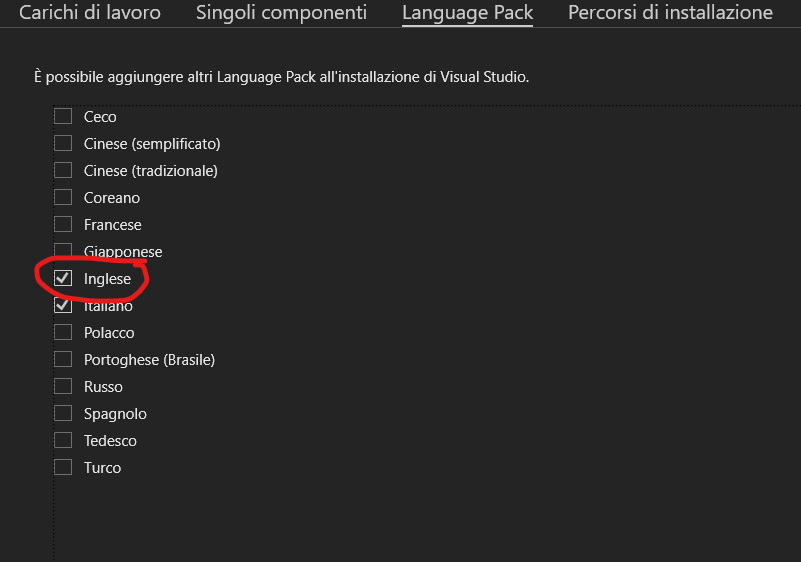 Carichi di lavoro Singoli componenti Language Pack Percorsi di installazione
È possibile aggiungere altri Language Pack all'installazione di Visual Studio.
Ceco
Cinese (semplificato)
Cinese (tradizionale)
Coreano
Francese
Giapponese
Inglese
Italiano
Polacco
Portoghese (Brasile)
Russo
Spagnolo
Tedesco
Turco